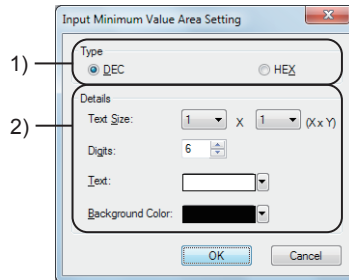 Input Minimum Value Area Setting
1)
Type
DEC HEX
2)
Details
Text Size: 1 X 1 (X x Y)
Digits: 6
Text:
Background Color:
OK Cancel